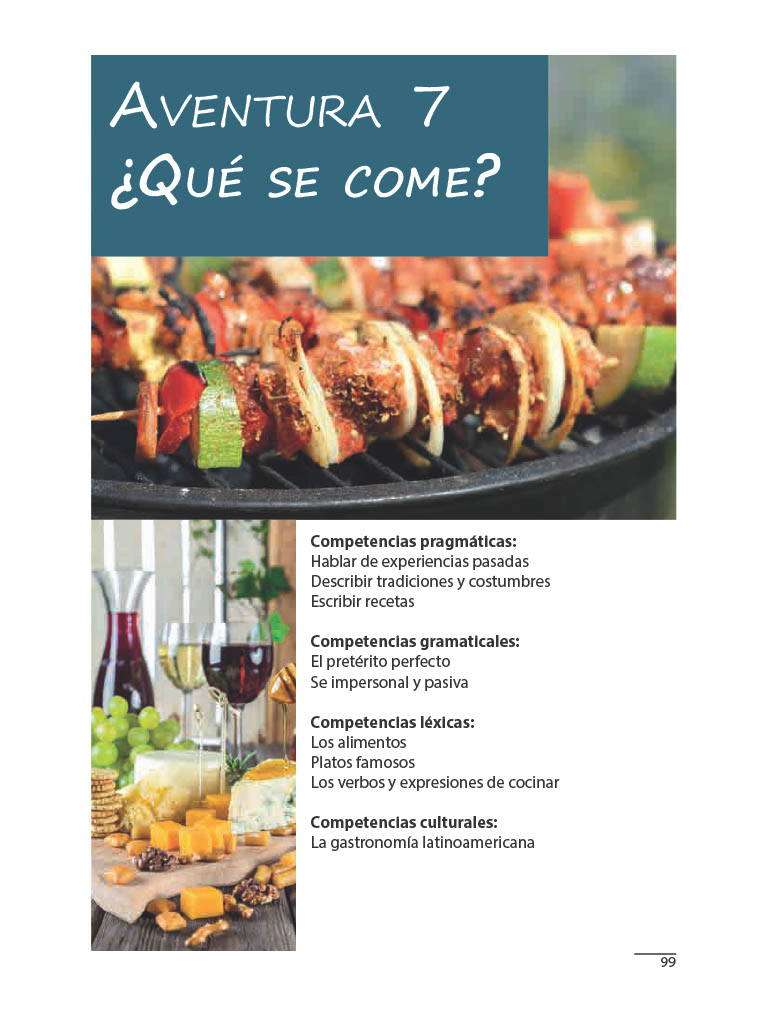 Aventura 7
¿Qué se come?
Competencias pragmáticas:
Hablar de experiencias pasadas
Describir tradiciones y costumbres
Escribir recetas
Competencias gramaticales:
El pretérito perfecto
Se impersonal y pasiva
Competencias léxicas:
Los alimentos
Platos famosos
Los verbos y expresiones de cocinar
Competencias culturales:
La gastronomía latinoamericana
99